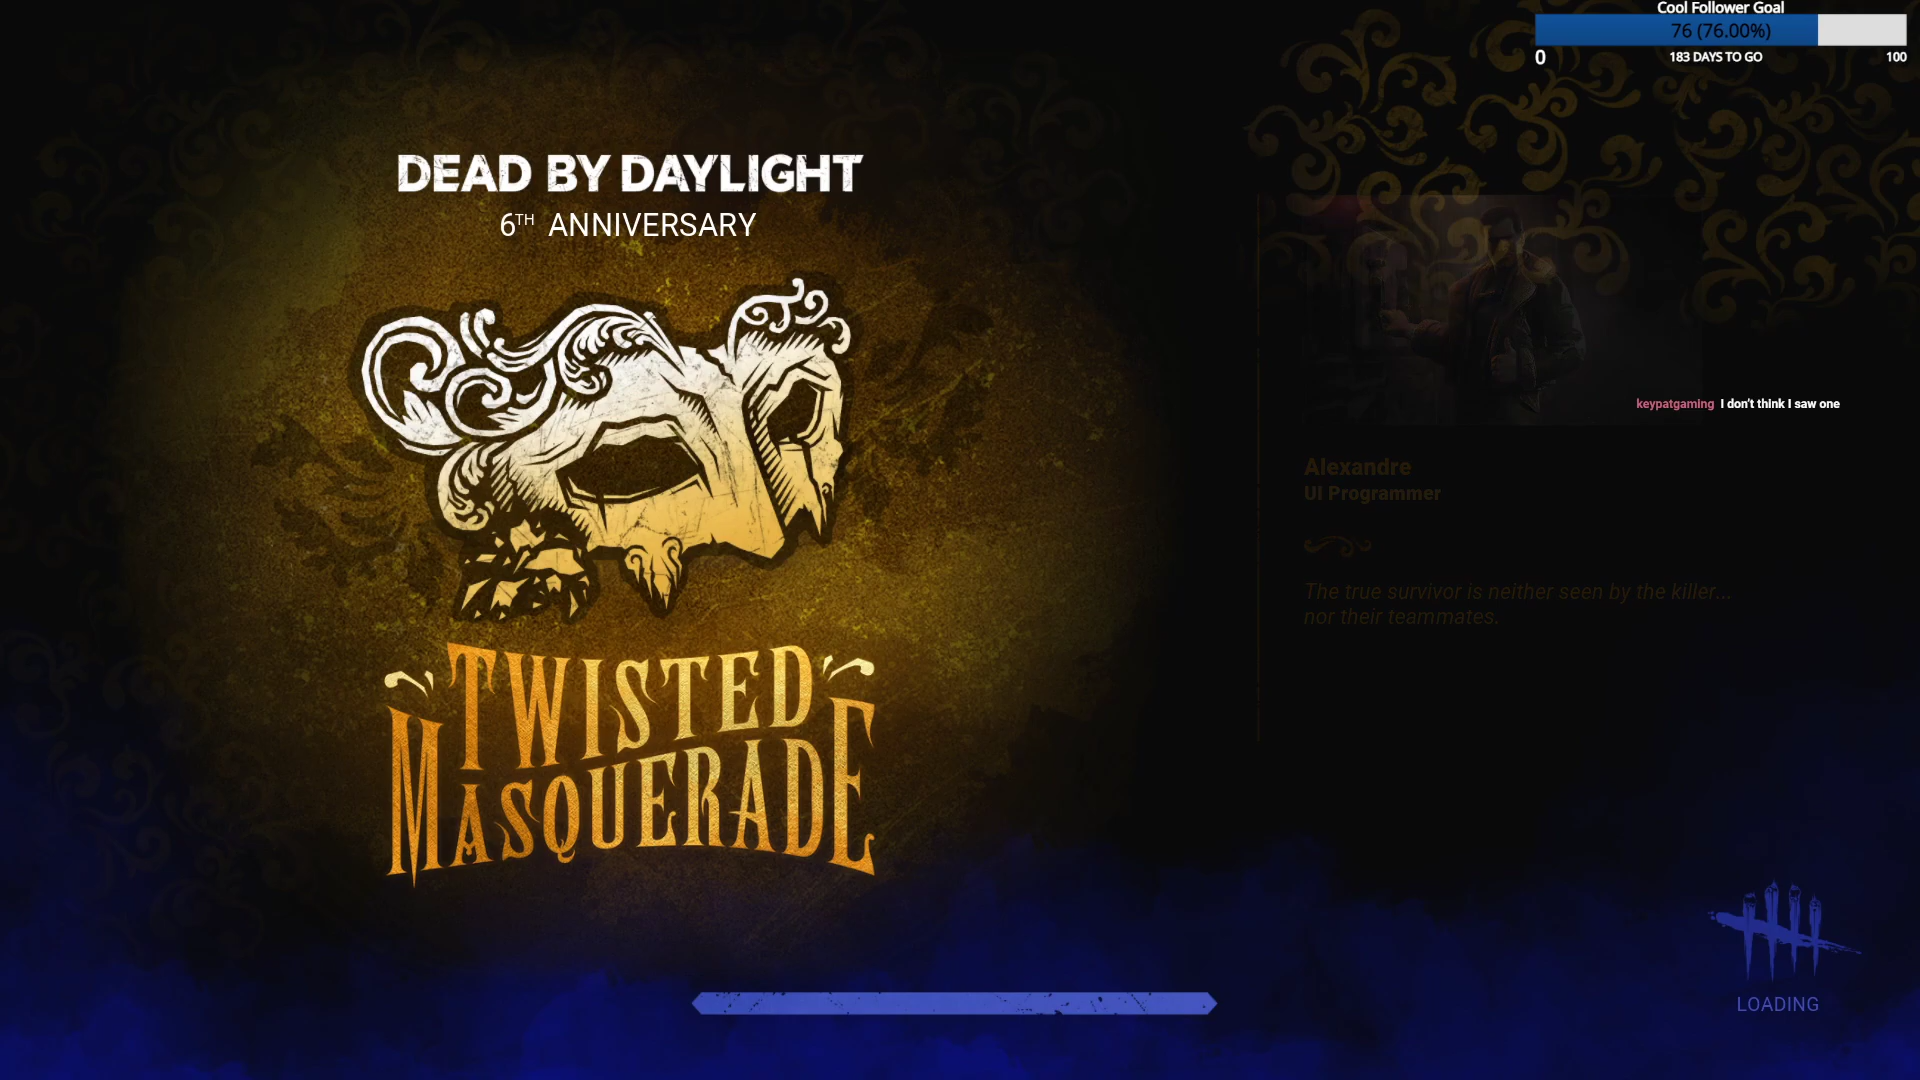 Cool Follower Goal
76 (76.00%)
0 183 DAYS TO GO 100
DEAD BY DAYLIGHT
6TH ANNIVERSARY
keypatgaming I don't think I saw one
Alexandre
UI Programmer
The true survivor is neither seen by the killer...
nor their teammates.
TWISTED
MASQUERADE
LOADING